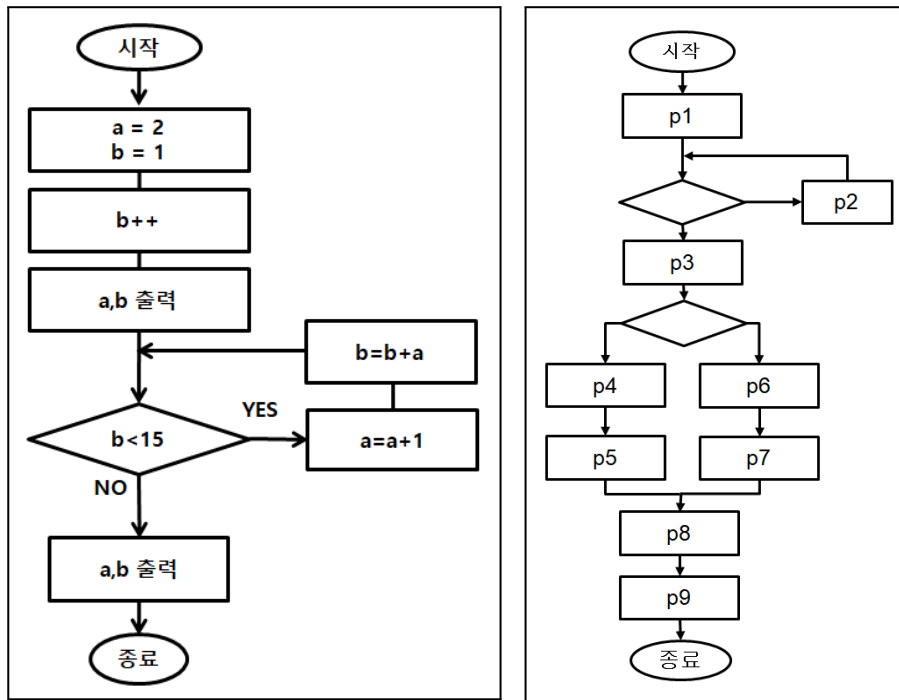 시작
a = 2
b = 1
b++
a,b 출력
b=b+a
YES
b<15
a=a+1
NO
a,b 출력
종료
시작
p1
p2
p3
p4
p6
p5
p7
p8
p9
종료